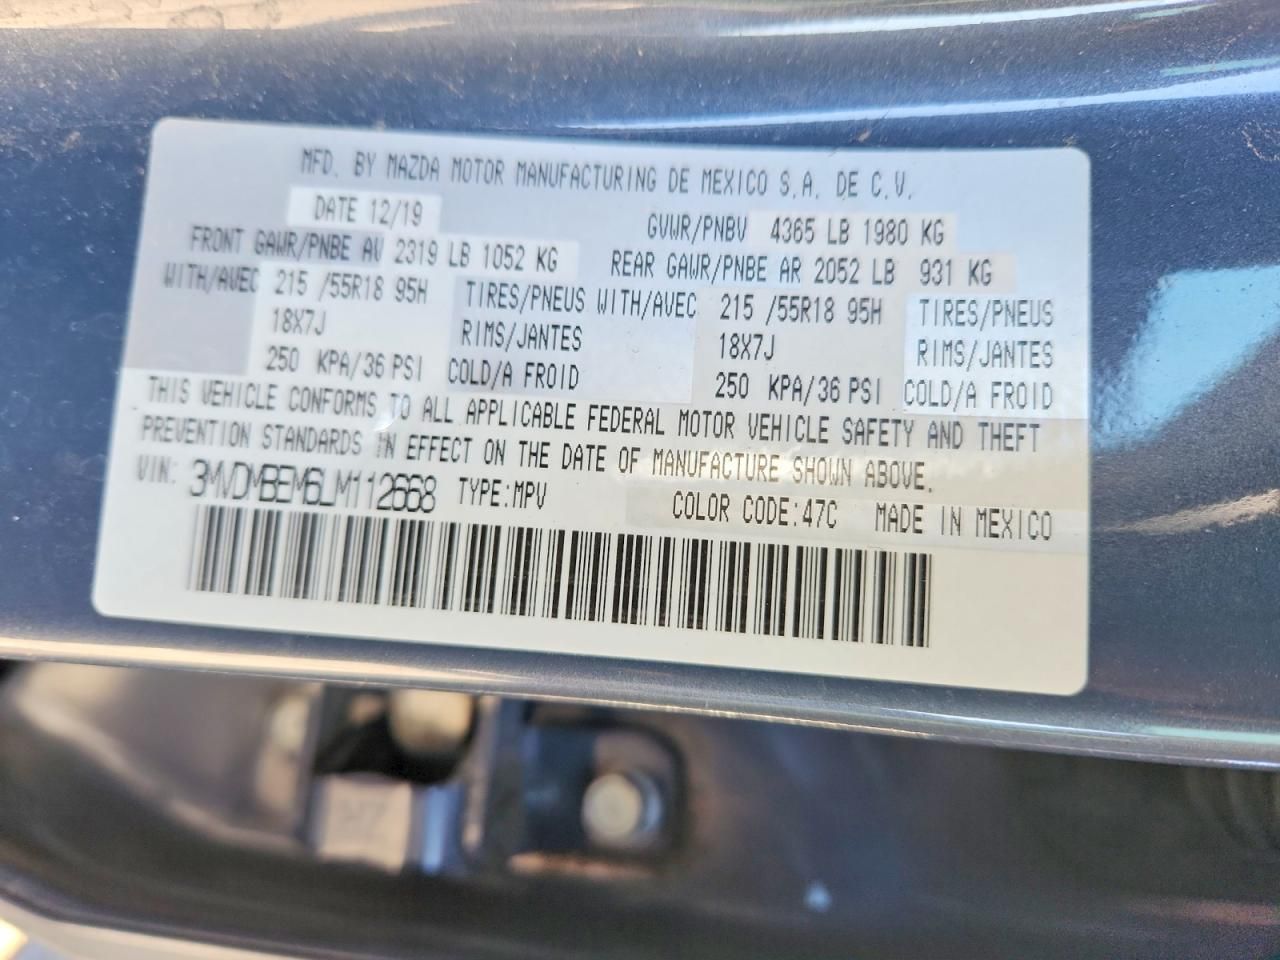 MFD. BY MAZDA MOTOR MANUFACTURING DE MEXICO S.A. DE C.V.
DATE 12/19 GVWR/PNBV 4365 LB 1980 KG
FRONT GAWR/PNBE AV 2319 LB 1052 KG REAR GAWR/PNBE AR 2052 LB 931 KG
WITH/AVEC 215 /55R18 95H TIRES/PNEUS WITH/AVEC 215 /55R18 95H TIRES/PNEUS
18X7J RIMS/JANTES 18X7J RIMS/JANTES
250 KPA/36 PSI COLD/A FROID 250 KPA/36 PSI COLD/A FROID
THIS VEHICLE CONFORMS TO ALL APPLICABLE FEDERAL MOTOR VEHICLE SAFETY AND THEFT
PREVENTION STANDARDS IN EFFECT ON THE DATE OF MANUFACTURE SHOWN ABOVE.
VIN: 3MVDMBEM6LM112668 TYPE:MPV COLOR CODE:47C MADE IN MEXICO